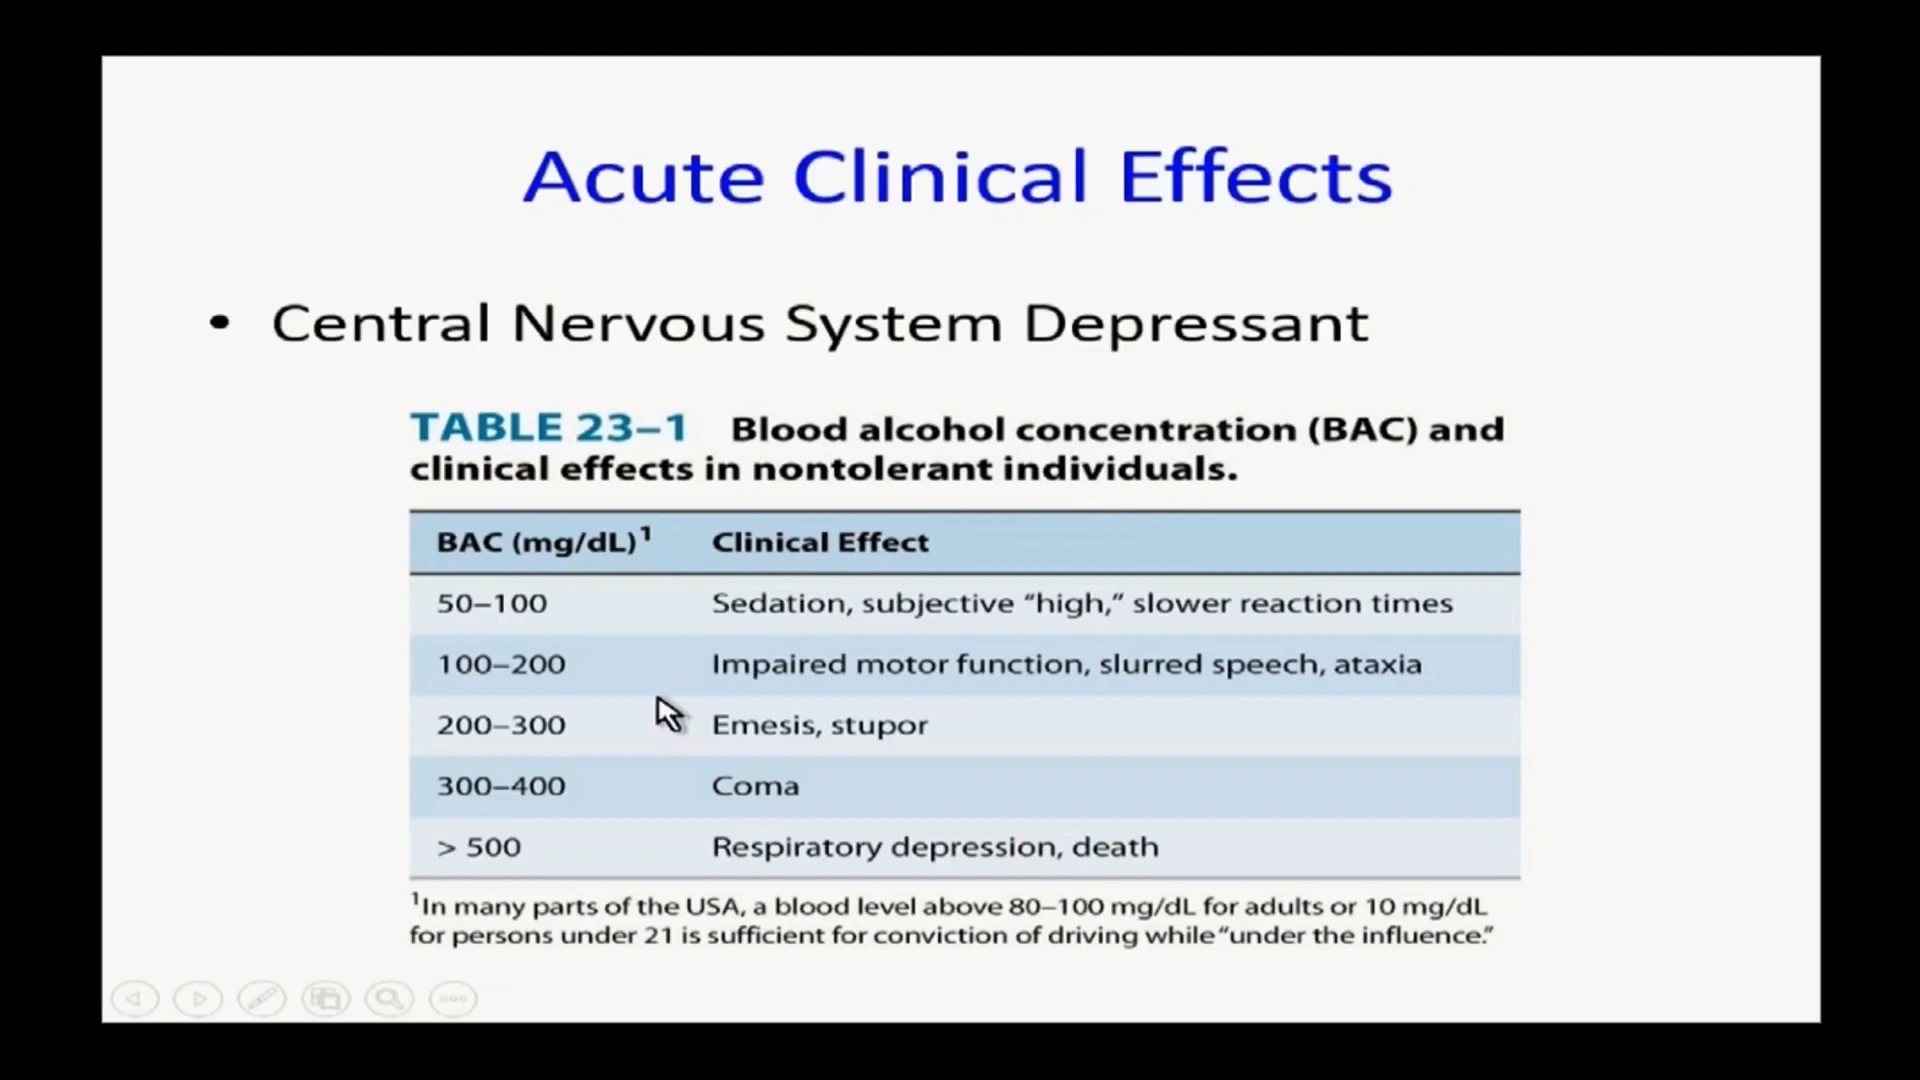 Acute Clinical Effects
• Central Nervous System Depressant
TABLE 23–1 Blood alcohol concentration (BAC) and
clinical effects in nontolerant individuals.
BAC (mg/dL)¹ Clinical Effect
50–100 Sedation, subjective “high,” slower reaction times
100–200 Impaired motor function, slurred speech, ataxia
200–300 Emesis, stupor
300–400 Coma
> 500 Respiratory depression, death
¹In many parts of the USA, a blood level above 80–100 mg/dL for adults or 10 mg/dL
for persons under 21 is sufficient for conviction of driving while “under the influence.”